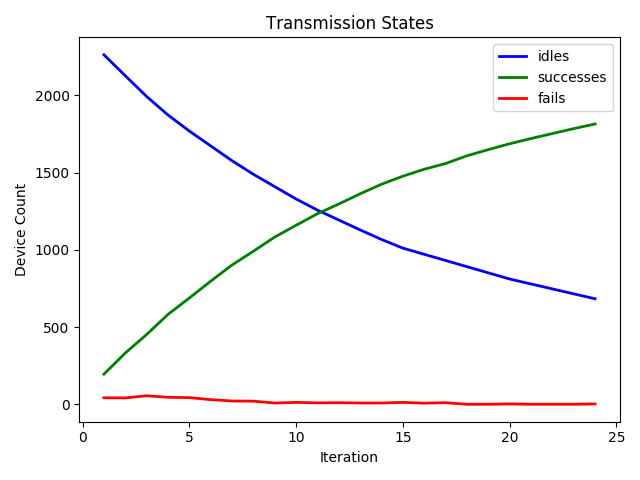 Transmission States
idles
successes
fails
Device Count
2000
1500
1000
500
0
0 5 10 15 20 25
Iteration